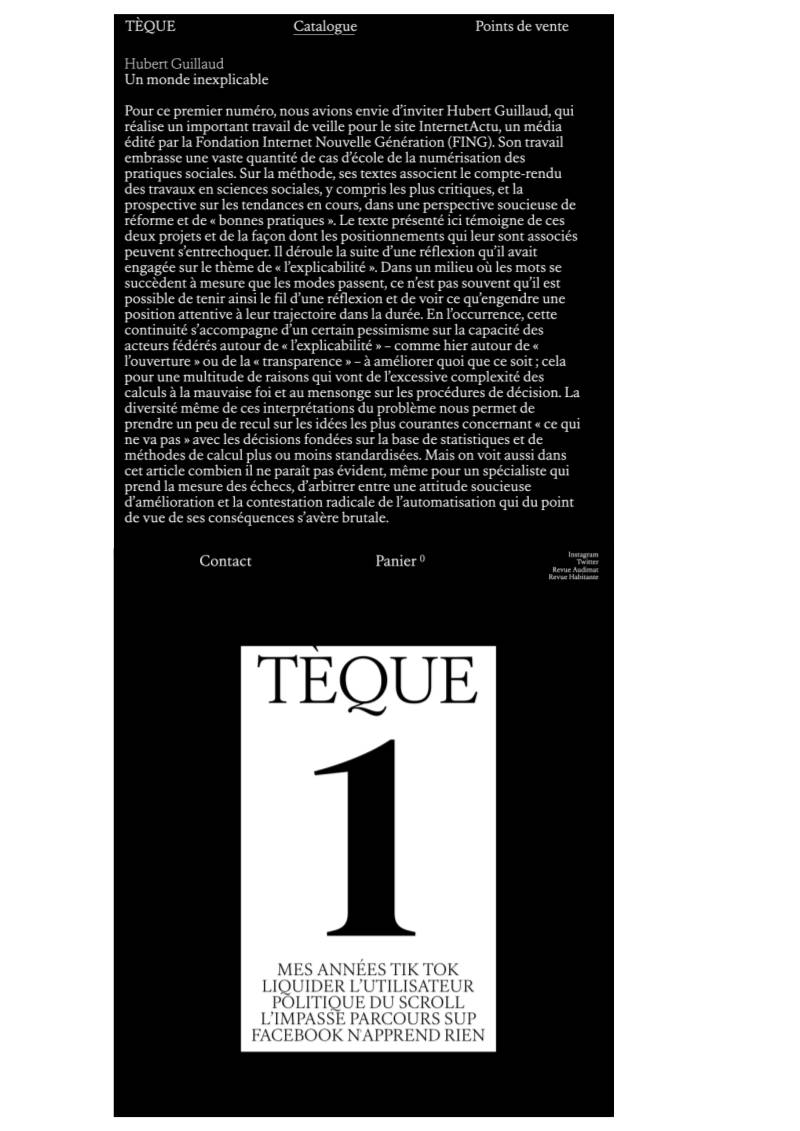 TÈQUE Catalogue Points de vente
Hubert Guillaud
Un monde inexplicable
Pour ce premier numéro, nous avions envie d’inviter Hubert Guillaud, qui
réalise un important travail de veille pour le site InternetActu, un média
édité par la Fondation Internet Nouvelle Génération (FING). Son travail
embrasse une vaste quantité de cas d’école de la numérisation des
pratiques sociales. Sur la méthode, ses textes associent le compte-rendu
des travaux en sciences sociales, y compris les plus critiques, et la
prospective sur les tendances en cours, dans une perspective soucieuse de
réforme et de « bonnes pratiques ». Le texte présenté ici témoigne de ces
deux projets et de la façon dont les positionnements qui leur sont associés
peuvent s’entrechoquer. Il déroule la suite d’une réflexion qu’il avait
engagée sur le thème de « l’explicabilité ». Dans un milieu où les mots se
succèdent à mesure que les modes passent, ce n’est pas souvent qu’il est
possible de tenir ainsi le fil d’une réflexion et de voir ce qu’engendre une
position attentive à leur trajectoire dans la durée. En l’occurrence, cette
continuité s’accompagne d’un certain pessimisme sur la capacité des
acteurs fédérés autour de « l’explicabilité » – comme hier autour de «
l’ouverture » ou de la « transparence » – à améliorer quoi que ce soit ; cela
pour une multitude de raisons qui vont de l’excessive complexité des
calculs à la mauvaise foi et au mensonge sur les procédures de décision. La
diversité même de ces interprétations du problème nous permet de
prendre un peu de recul sur les idées les plus courantes concernant « ce qui
ne va pas » avec les décisions fondées sur la base de statistiques et de
méthodes de calcul plus ou moins standardisées. Mais on voit aussi dans
cet article combien il ne paraît pas évident, même pour un spécialiste qui
prend la mesure des échecs, d’arbitrer entre une attitude soucieuse
d’amélioration et la contestation radicale de l’automatisation qui du point
de vue de ses conséquences s’avère brutale.
Contact Panier 0
Instagram
Twitter
Revue Audimat
Revue Habitante
TÈQUE
1
MES ANNÉES TIK TOK
LIQUIDER L’UTILISATEUR
POLITIQUE DU SCROLL
L’IMPASSE PARCOURS SUP
FACEBOOK N’APPREND RIEN